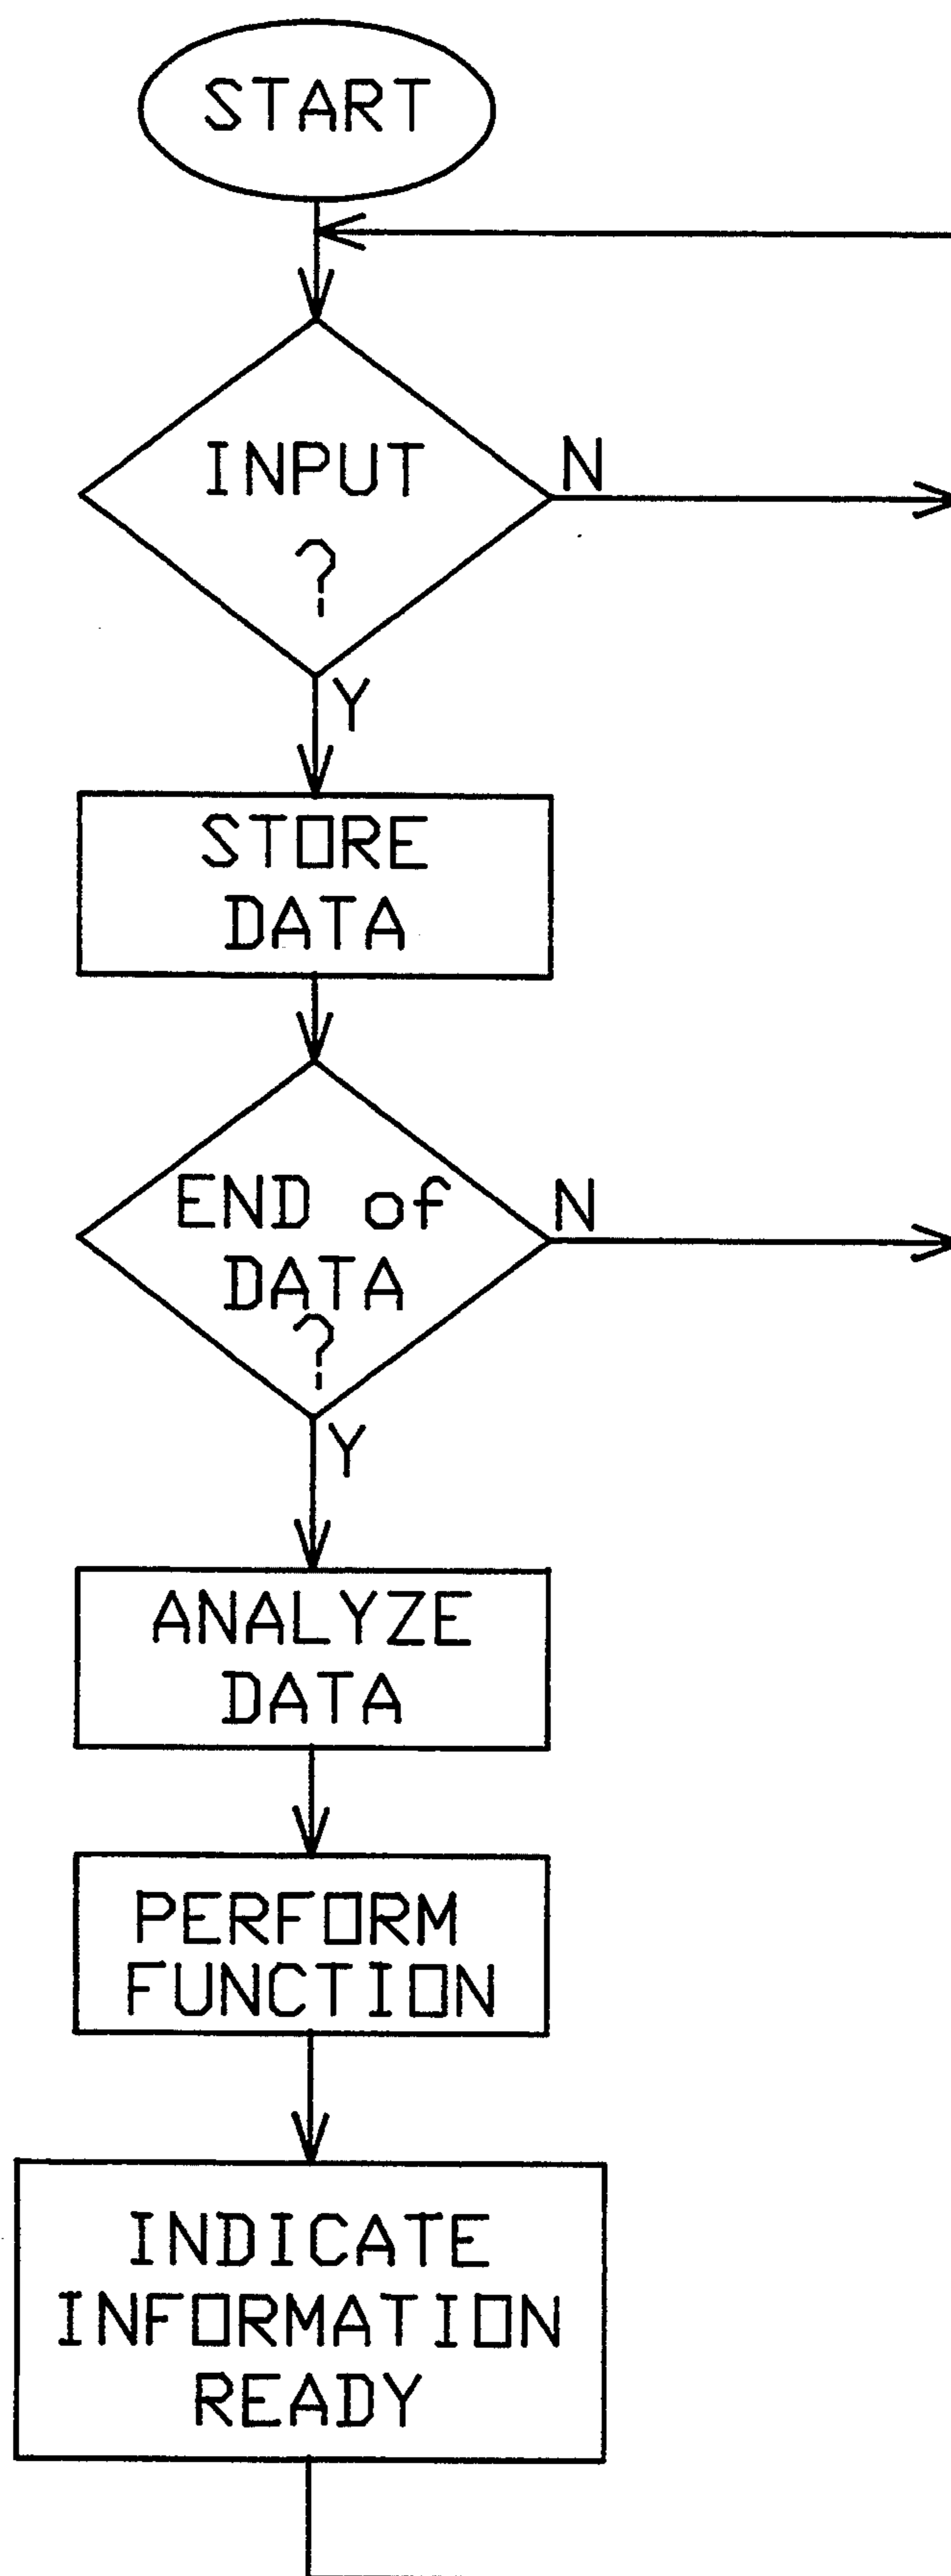 START
INPUT
?
N
Y
STORE
DATA
END of
DATA
?
N
Y
ANALYZE
DATA
PERFORM
FUNCTION
INDICATE
INFORMATION
READY